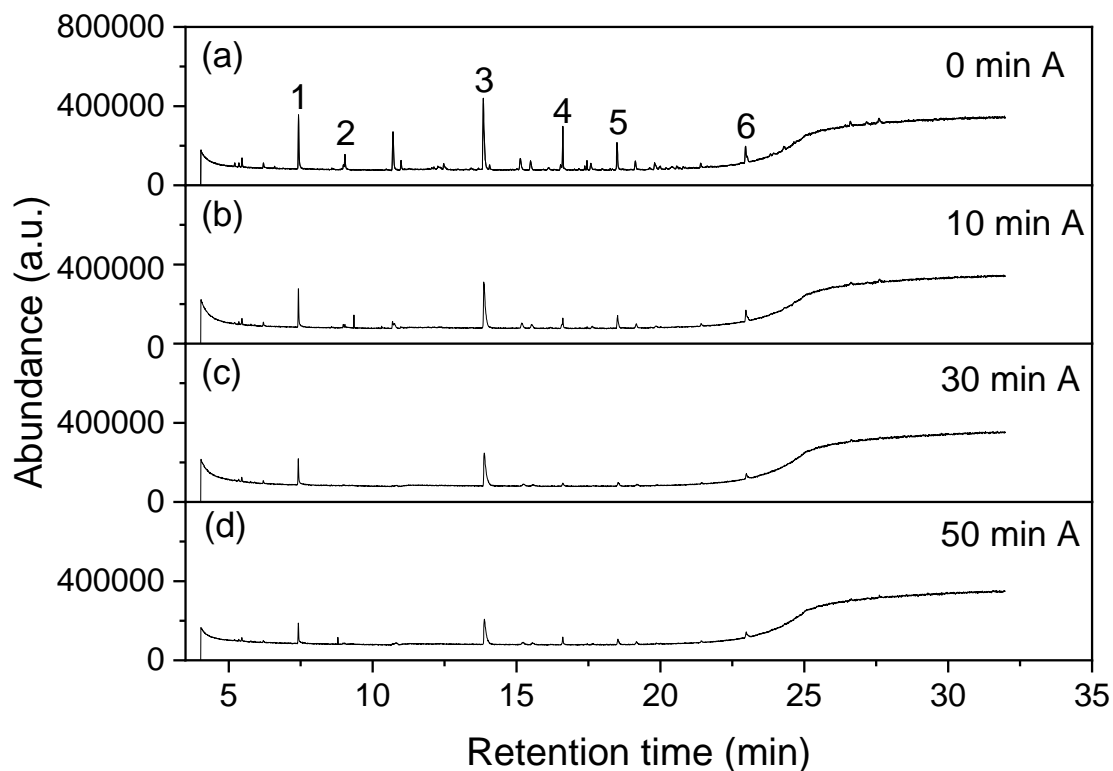 800000
(a)
0 min A
1
2
3
4
5
6
400000
0
(b)
10 min A
400000
0
(c)
30 min A
400000
0
(d)
50 min A
400000
0
Abundance (a.u.)
5 10 15 20 25 30 35
Retention time (min)